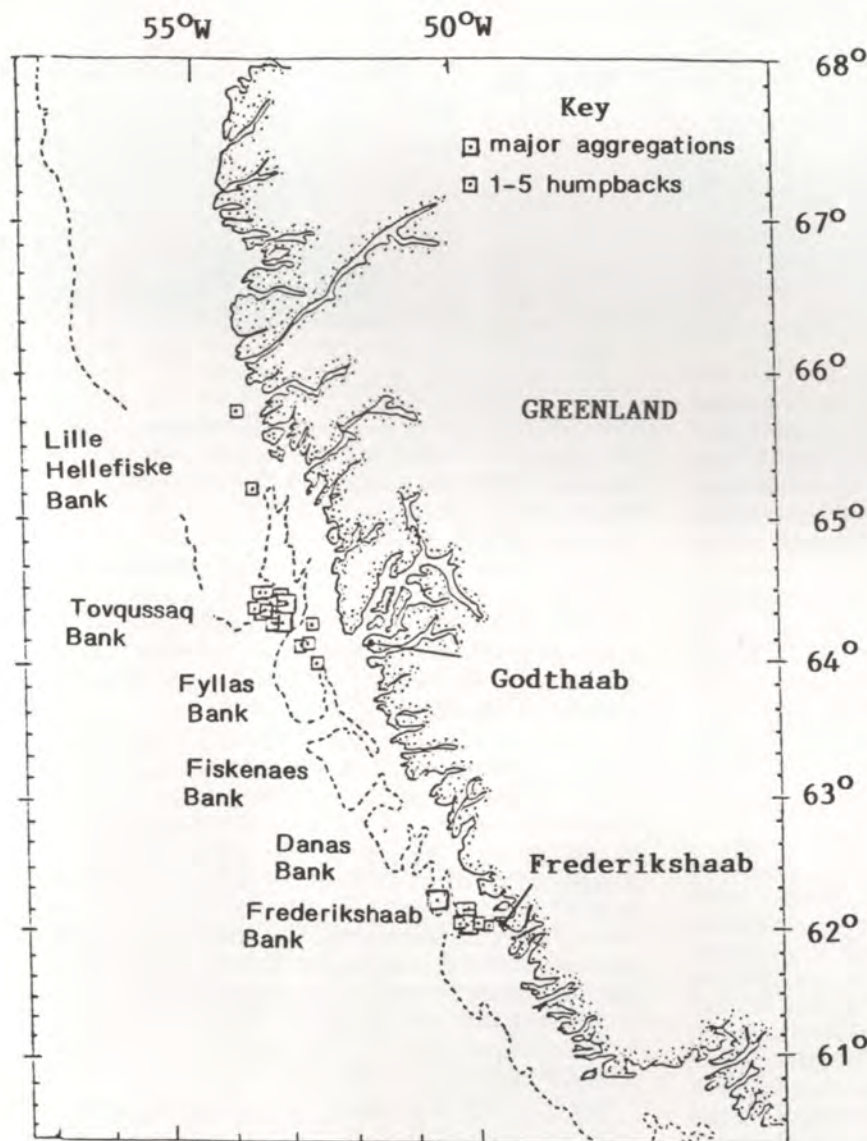 55°W
50°W
68°
Key
major aggregations
1-5 humpbacks
67°
66°
GREENLAND
Lille
Hellefiske
Bank
65°
Tovqussaq
Bank
64°
Godthaab
Fyllas
Bank
63°
Fiskenaes
Bank
Danas
Bank
Frederikshaab
Frederikshaab
Bank
62°
61°